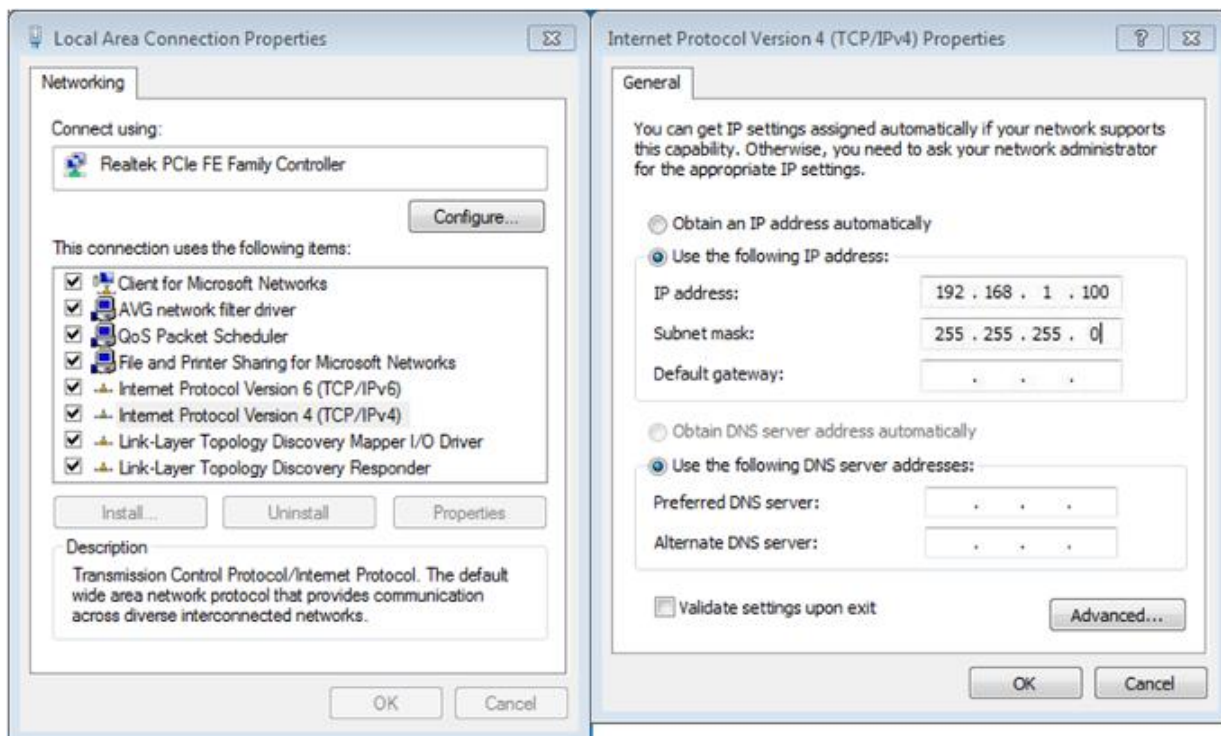 Local Area Connection Properties
Networking
Connect using:
Realtek PCIe FE Family Controller
Configure...
This connection uses the following items:
Client for Microsoft Networks
AVG network filter driver
QoS Packet Scheduler
File and Printer Sharing for Microsoft Networks
Internet Protocol Version 6 (TCP/IPv6)
Internet Protocol Version 4 (TCP/IPv4)
Link-Layer Topology Discovery Mapper I/O Driver
Link-Layer Topology Discovery Responder
Install...
Uninstall
Properties
Description
Transmission Control Protocol/Internet Protocol. The default
wide area network protocol that provides communication
across diverse interconnected networks.
OK
Cancel
Internet Protocol Version 4 (TCP/IPv4) Properties
General
You can get IP settings assigned automatically if your network supports
this capability. Otherwise, you need to ask your network administrator
for the appropriate IP settings.
Obtain an IP address automatically
Use the following IP address:
IP address: 192 . 168 . 1 . 100
Subnet mask: 255 . 255 . 255 . 0
Default gateway: . . .
Obtain DNS server address automatically
Use the following DNS server addresses:
Preferred DNS server: . . .
Alternate DNS server: . . .
Validate settings upon exit
Advanced...
OK
Cancel